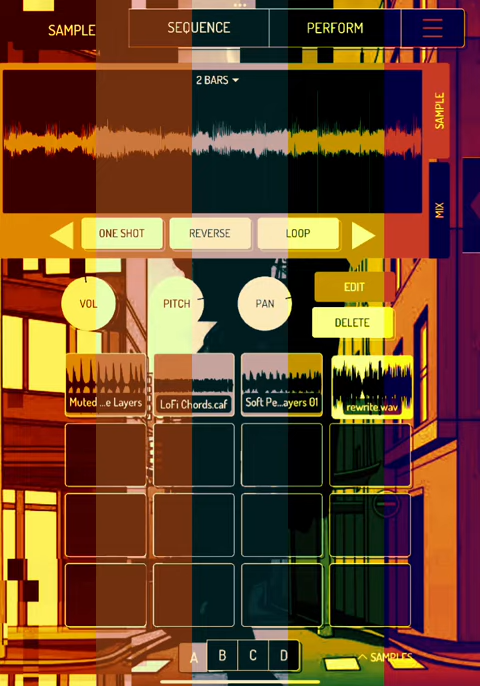 SAMPLE SEQUENCE PERFORM
2 BARS
SAMPLE
MIX
ONE SHOT REVERSE LOOP
VOL PITCH PAN
EDIT
DELETE
Muted ...e Layers LoFi Chords.caf Soft Pe...ayers 01 rewrite.wav
A B C D
SAMPLES